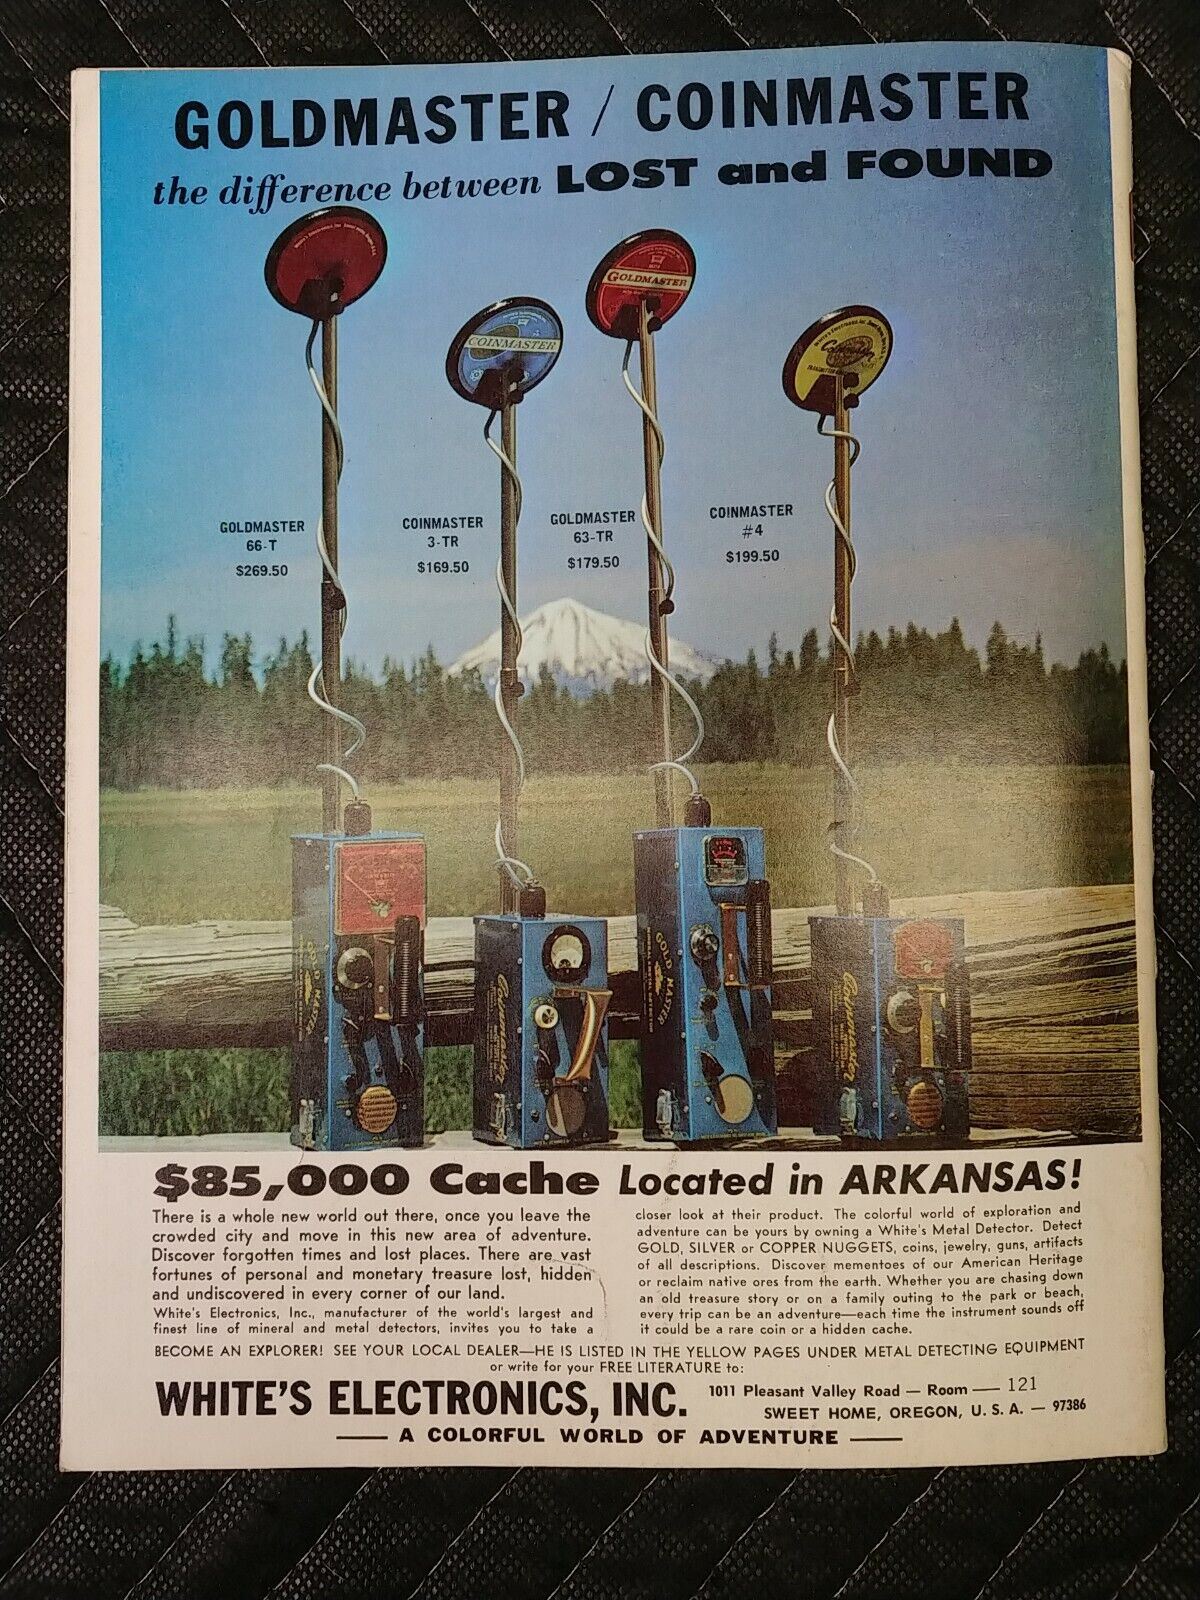 GOLDMASTER / COINMASTER
the difference between LOST and FOUND
GOLDMASTER
COINMASTER
GOLDMASTER
66-T
$269.50
COINMASTER
3-TR
$169.50
GOLDMASTER
63-TR
$179.50
COINMASTER
#4
$199.50
GOLD MASTER
Coinmaster
GOLD MASTER
Coinmaster
$85,000 Cache Located in ARKANSAS!
There is a whole new world out there, once you leave the
crowded city and move in this new area of adventure.
Discover forgotten times and lost places. There are vast
fortunes of personal and monetary treasure lost, hidden
and undiscovered in every corner of our land.
White's Electronics, Inc., manufacturer of the world's largest and
finest line of mineral and metal detectors, invites you to take a
closer look at their product. The colorful world of exploration and
adventure can be yours by owning a White's Metal Detector. Detect
GOLD, SILVER or COPPER NUGGETS, coins, jewelry, guns, artifacts
of all descriptions. Discover mementoes of our American Heritage
or reclaim native ores from the earth. Whether you are chasing down
an old treasure story or on a family outing to the park or beach,
every trip can be an adventure—each time the instrument sounds off
it could be a rare coin or a hidden cache.
BECOME AN EXPLORER! SEE YOUR LOCAL DEALER—HE IS LISTED IN THE YELLOW PAGES UNDER METAL DETECTING EQUIPMENT
or write for your FREE LITERATURE to:
WHITE'S ELECTRONICS, INC.
1011 Pleasant Valley Road — Room — 121
SWEET HOME, OREGON, U. S. A. — 97386
A COLORFUL WORLD OF ADVENTURE